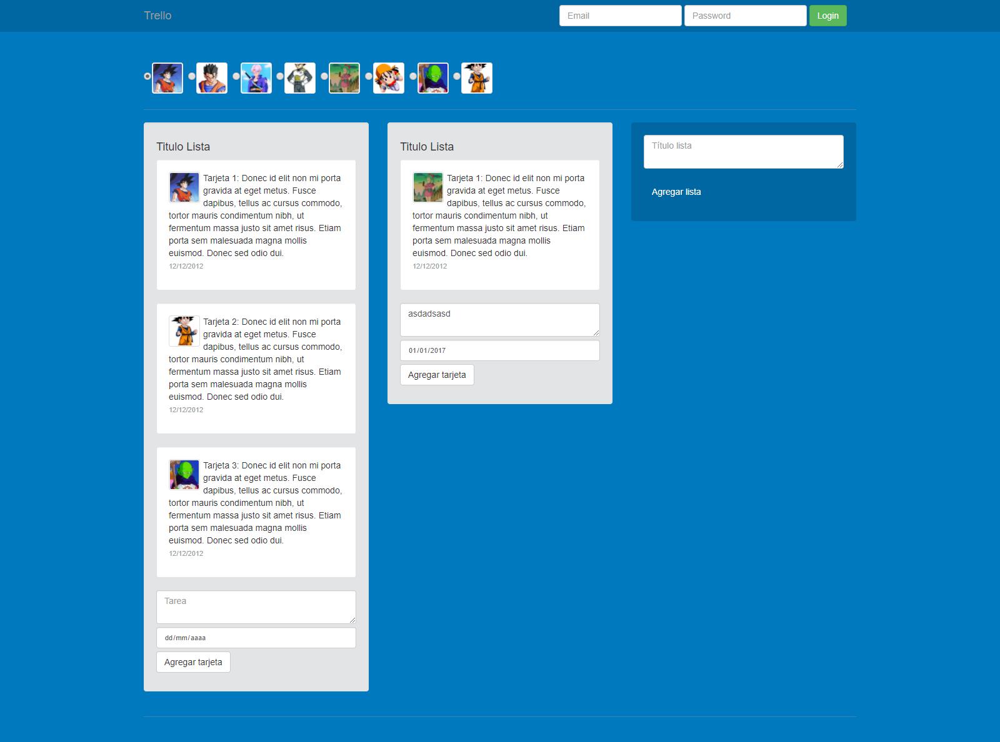 Trello
Email
Password
Login
Titulo Lista
Tarjeta 1: Donec id elit non mi porta
gravida at eget metus. Fusce
dapibus, tellus ac cursus commodo,
tortor mauris condimentum nibh, ut
fermentum massa justo sit amet risus. Etiam
porta sem malesuada magna mollis
euismod. Donec sed odio dui.
12/12/2012
Tarjeta 2: Donec id elit non mi porta
gravida at eget metus. Fusce
dapibus, tellus ac cursus commodo,
tortor mauris condimentum nibh, ut
fermentum massa justo sit amet risus. Etiam
porta sem malesuada magna mollis
euismod. Donec sed odio dui.
12/12/2012
Tarjeta 3: Donec id elit non mi porta
gravida at eget metus. Fusce
dapibus, tellus ac cursus commodo,
tortor mauris condimentum nibh, ut
fermentum massa justo sit amet risus. Etiam
porta sem malesuada magna mollis
euismod. Donec sed odio dui.
12/12/2012
Tarea
dd/mm/aaaa
Agregar tarjeta
Titulo Lista
Tarjeta 1: Donec id elit non mi porta
gravida at eget metus. Fusce
dapibus, tellus ac cursus commodo,
tortor mauris condimentum nibh, ut
fermentum massa justo sit amet risus. Etiam
porta sem malesuada magna mollis
euismod. Donec sed odio dui.
12/12/2012
asdadsasd
01/01/2017
Agregar tarjeta
Título lista
Agregar lista